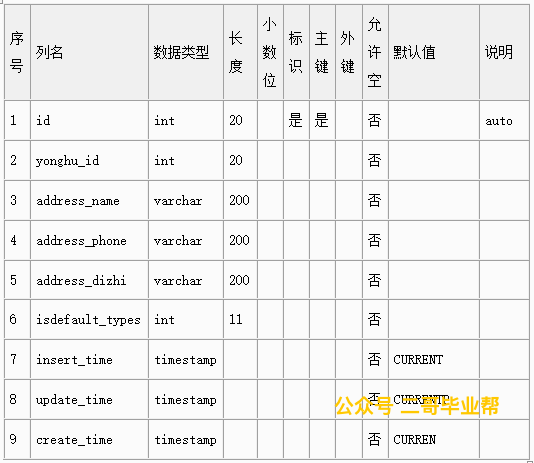 序号 列名 数据类型 长度 小数位 标识 主键 外键 允许空 默认值 说明
1 id int 20 是 是 否 auto
2 yonghu_id int 20 否
3 address_name varchar 200 否
4 address_phone varchar 200 否
5 address_dizhi varchar 200 否
6 isdefault_types int 11 否
7 insert_time timestamp 否 CURRENT
8 update_time timestamp 否 CURRENTP
公众号 二哥毕业帮
9 create_time timestamp 否 CURREN